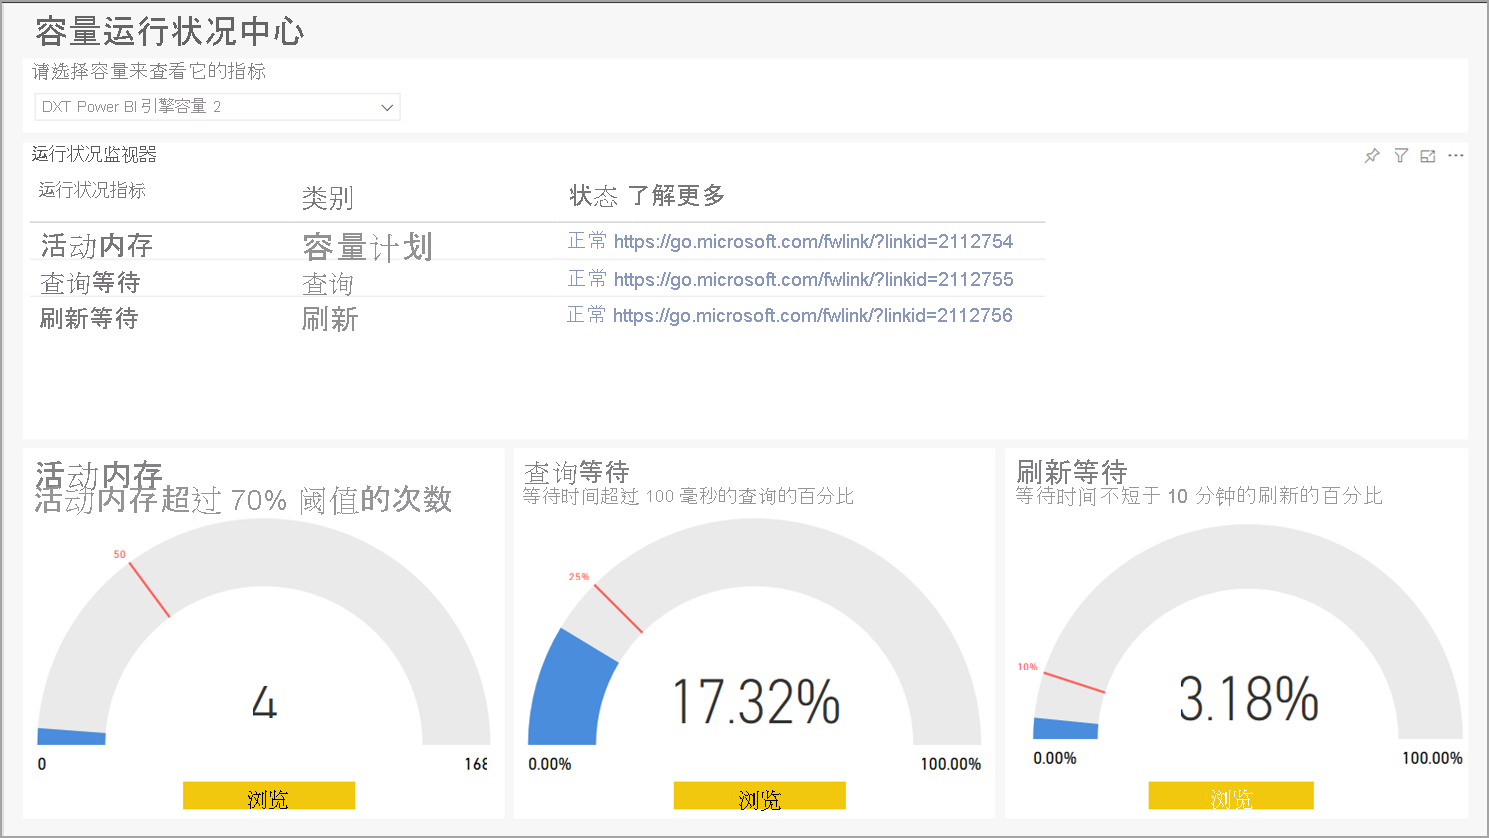 容量运行状况中心
请选择容量来查看它的指标
DXT Power BI 引擎容量 2
运行状况监视器
运行状况指标 类别 状态 了解更多
活动内存 容量计划 正常 https://go.microsoft.com/fwlink/?linkid=2112754
查询等待 查询 正常 https://go.microsoft.com/fwlink/?linkid=2112755
刷新等待 刷新 正常 https://go.microsoft.com/fwlink/?linkid=2112756
活动内存
活动内存超过 70% 阈值的次数
50
4
0 168
浏览
查询等待
等待时间超过 100 毫秒的查询的百分比
25%
17.32%
0.00% 100.00%
浏览
刷新等待
等待时间不短于 10 分钟的刷新的百分比
10%
3.18%
0.00% 100.00%
浏览